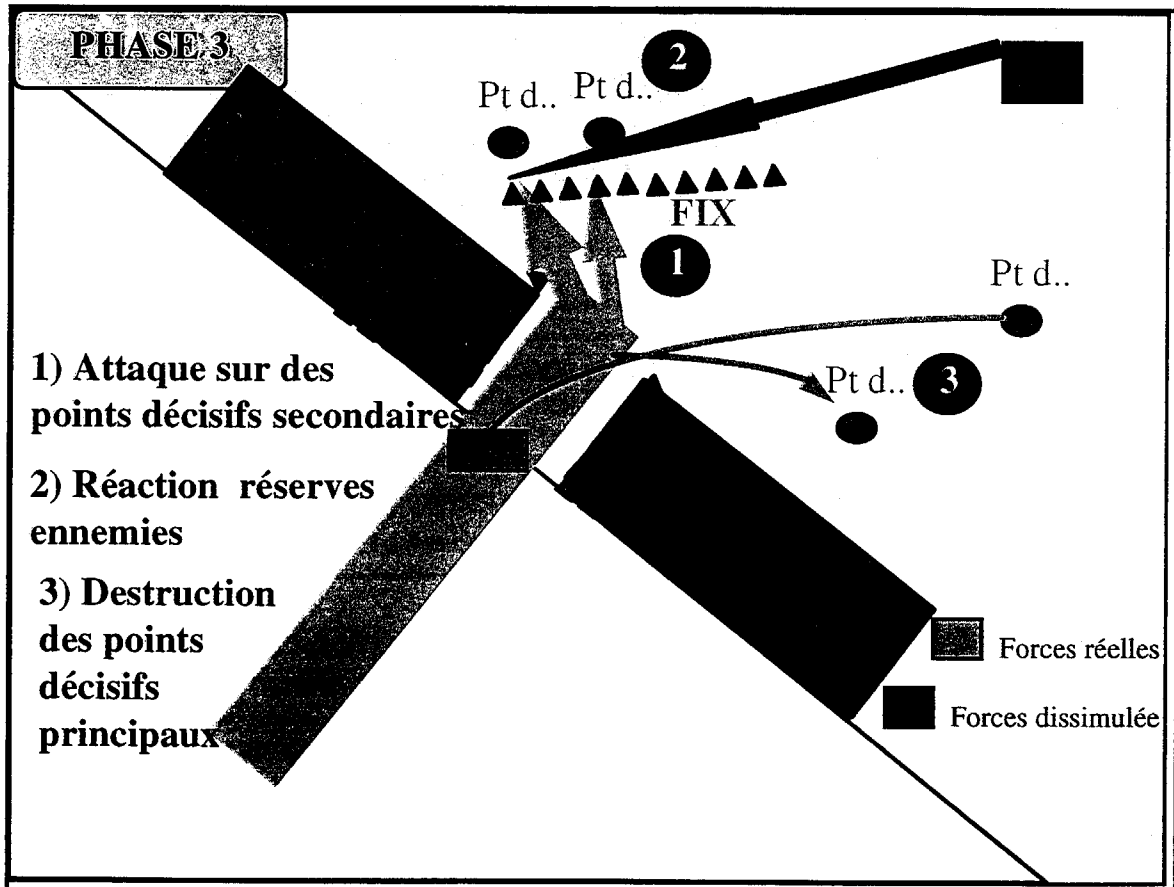 PHASE 3
2
Pt d..
Pt d..
FIX
1
Pt d..
Pt d..
3
1) Attaque sur des
points décisifs secondaires
2) Réaction réserves
ennemies
3) Destruction
des points
décisifs
principaux
Forces réelles
Forces dissimulée